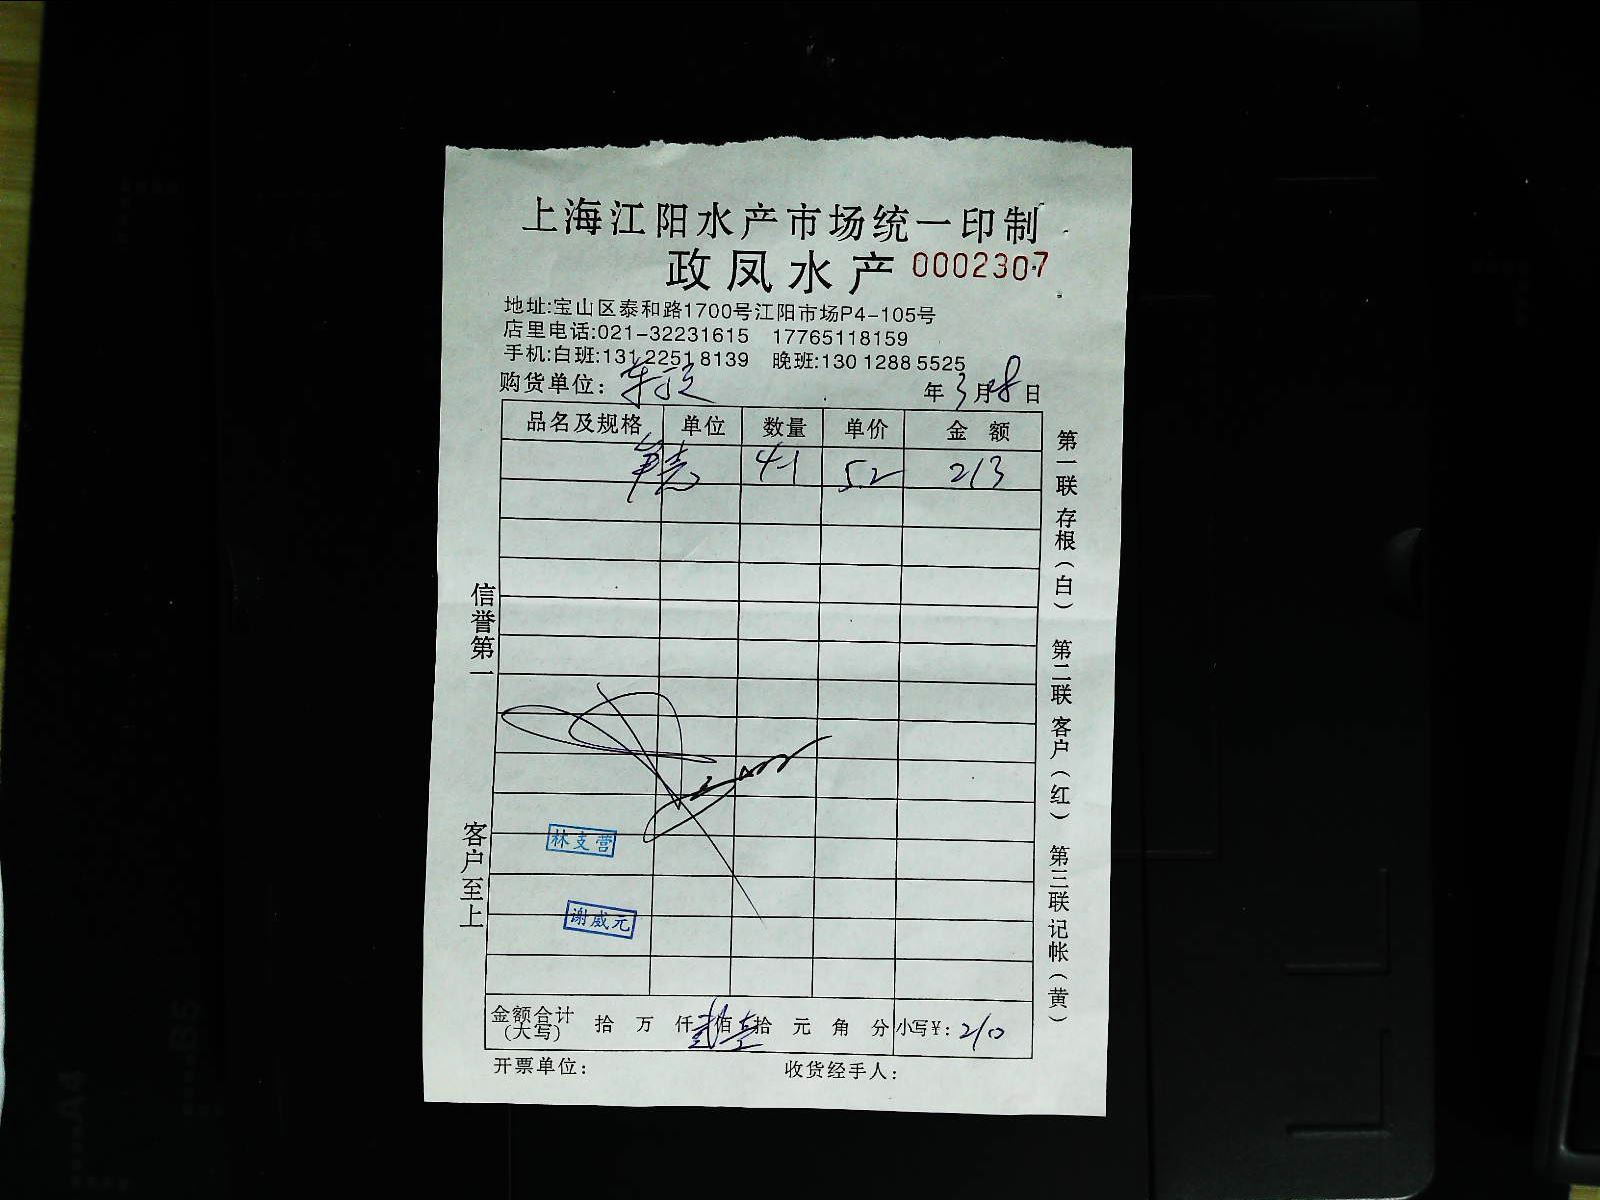 上海江阳水产市场统一印制
政凤水产 0002307
地址:宝山区泰和路1700号江阳市场P4-105号
店里电话:021-32231615 17765118159
手机:白班:131 2251 8139 晚班:130 1288 5525
购货单位: 年 3 月 18 日
品名及规格 单位 数量 单价 金额
41 5.2 213
第一联 存根(白) 第二联 客户(红) 第三联 记帐(黄)
信誉第一
客户至上
林支营
谢威元
金额合计(大写) 拾 万 仟 佰 拾 元 角 分 小写¥: 210
开票单位: 收货经手人: